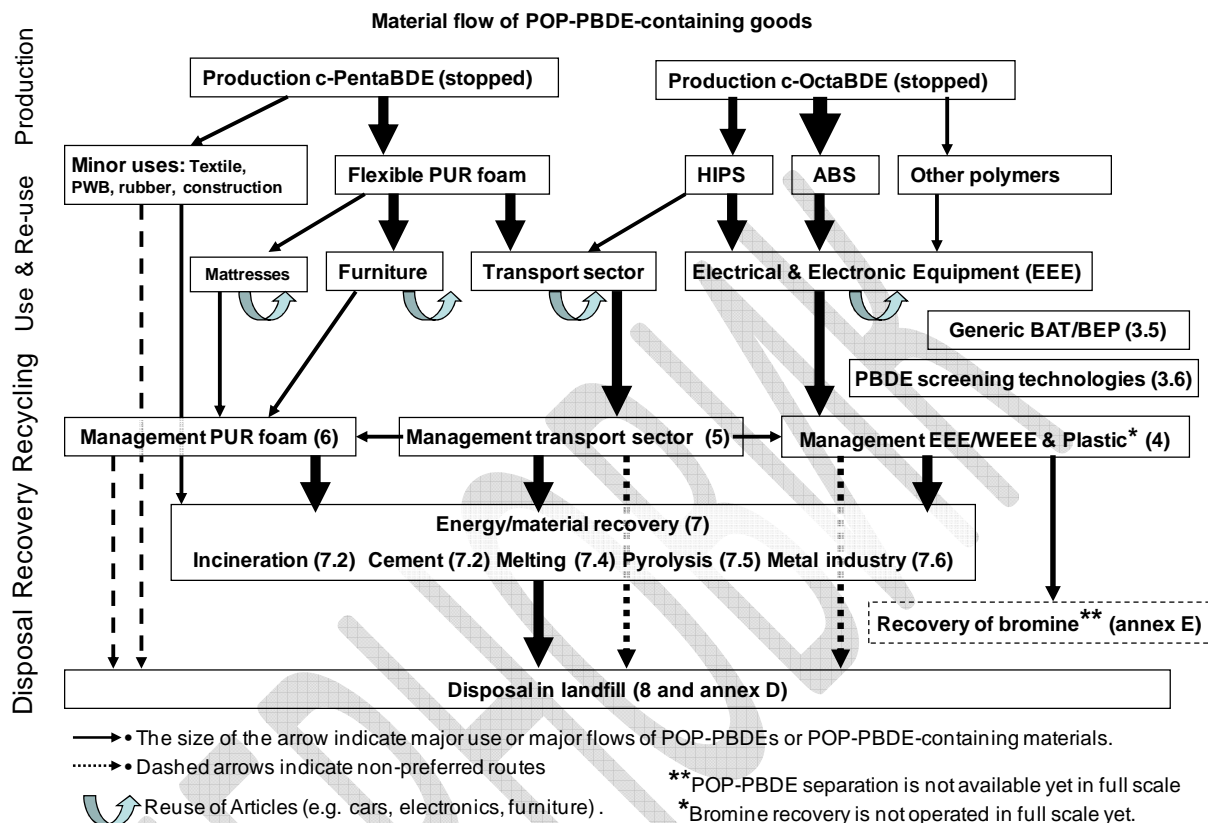 Material flow of POP-PBDE-containing goods
Production
Production c-PentaBDE (stopped)
Production c-OctaBDE (stopped)
Use & Re-use
Minor uses: Textile,
PWB, rubber, construction
Flexible PUR foam
HIPS
ABS
Other polymers
Mattresses
Furniture
Transport sector
Electrical & Electronic Equipment (EEE)
Generic BAT/BEP (3.5)
PBDE screening technologies (3.6)
Recycling
Management PUR foam (6)
Management transport sector (5)
Management EEE/WEEE & Plastic* (4)
Recovery
Energy/material recovery (7)
Incineration (7.2) Cement (7.2) Melting (7.4) Pyrolysis (7.5) Metal industry (7.6)
Recovery of bromine** (annex E)
Disposal
Disposal in landfill (8 and annex D)
• The size of the arrow indicate major use or major flows of POP-PBDEs or POP-PBDE-containing materials.
• Dashed arrows indicate non-preferred routes
Reuse of Articles (e.g. cars, electronics, furniture) .
**POP-PBDE separation is not available yet in full scale
*Bromine recovery is not operated in full scale yet.